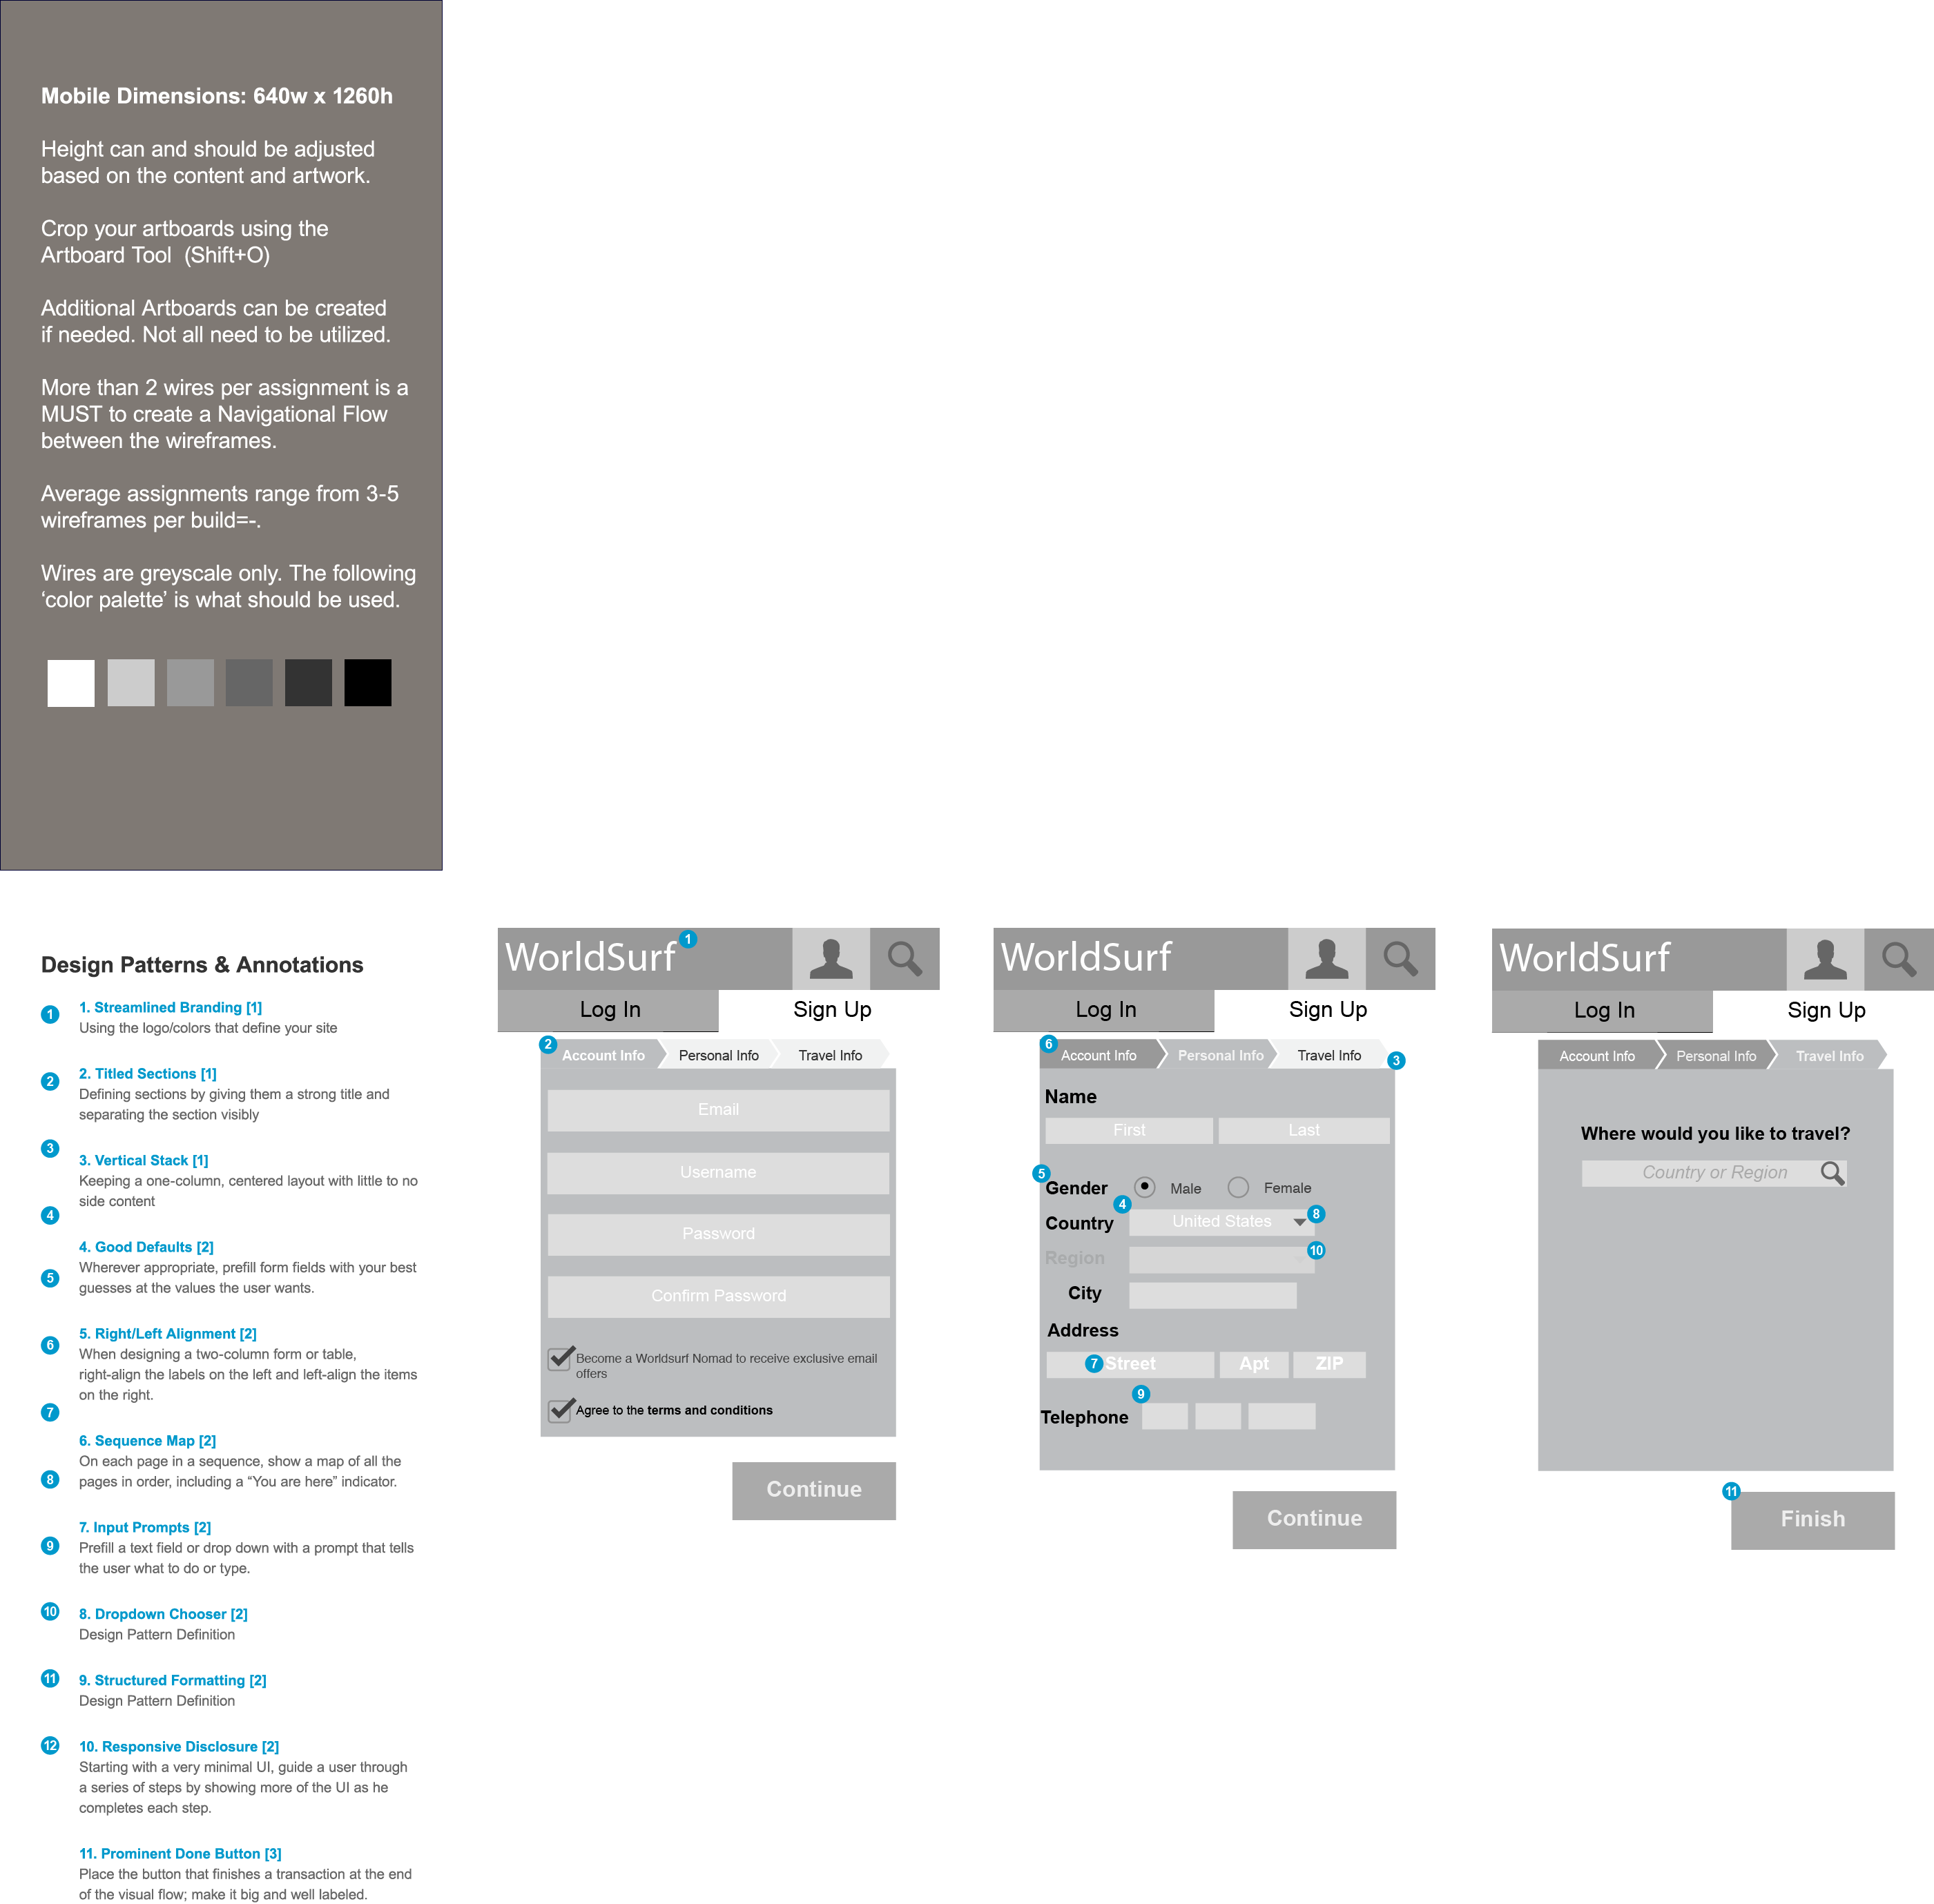 Mobile Dimensions: 640w x 1260h
Height can and should be adjusted
based on the content and artwork.
Crop your artboards using the
Artboard Tool  (Shift+O)
Additional Artboards can be created
if needed. Not all need to be utilized.
More than 2 wires per assignment is a
MUST to create a Navigational Flow
between the wireframes.
Average assignments range from 3-5
wireframes per build=-.
Wires are greyscale only. The following
‘color palette’ is what should be used.
Design Patterns & Annotations
1
1. Streamlined Branding [1]
Using the logo/colors that define your site
2
2. Titled Sections [1]
Defining sections by giving them a strong title and
separating the section visibly
3
3. Vertical Stack [1]
Keeping a one-column, centered layout with little to no
side content
4
4. Good Defaults [2]
Wherever appropriate, prefill form fields with your best
guesses at the values the user wants.
5
5. Right/Left Alignment [2]
When designing a two-column form or table,
right-align the labels on the left and left-align the items
on the right.
6
7
6. Sequence Map [2]
On each page in a sequence, show a map of all the
pages in order, including a “You are here” indicator.
8
7. Input Prompts [2]
Prefill a text field or drop down with a prompt that tells
the user what to do or type.
9
10
8. Dropdown Chooser [2]
Design Pattern Definition
11
9. Structured Formatting [2]
Design Pattern Definition
12
10. Responsive Disclosure [2]
Starting with a very minimal UI, guide a user through
a series of steps by showing more of the UI as he
completes each step.
11. Prominent Done Button [3]
Place the button that finishes a transaction at the end
of the visual flow; make it big and well labeled.
WorldSurf 1
Log In Sign Up
2 Account Info Personal Info Travel Info
Email
Username
Password
Confirm Password
Become a Worldsurf Nomad to receive exclusive email
offers
Agree to the terms and conditions
Continue
WorldSurf
Log In Sign Up
6 Account Info Personal Info Travel Info 3
Name
First Last
5
Gender Male Female
4
Country United States 8
Region 10
City
Address
7 Street Apt ZIP
9
Telephone
Continue
WorldSurf
Log In Sign Up
Account Info Personal Info Travel Info
Where would you like to travel?
Country or Region
11
Finish